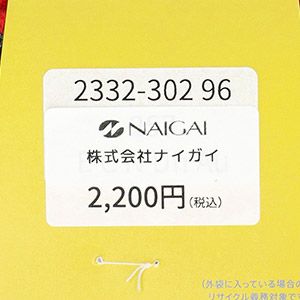 2332-302 96
NAIGAI
株式会社ナイガイ
2,200円(税込)
(外袋に入っている場合の
リサイクル義務対象で